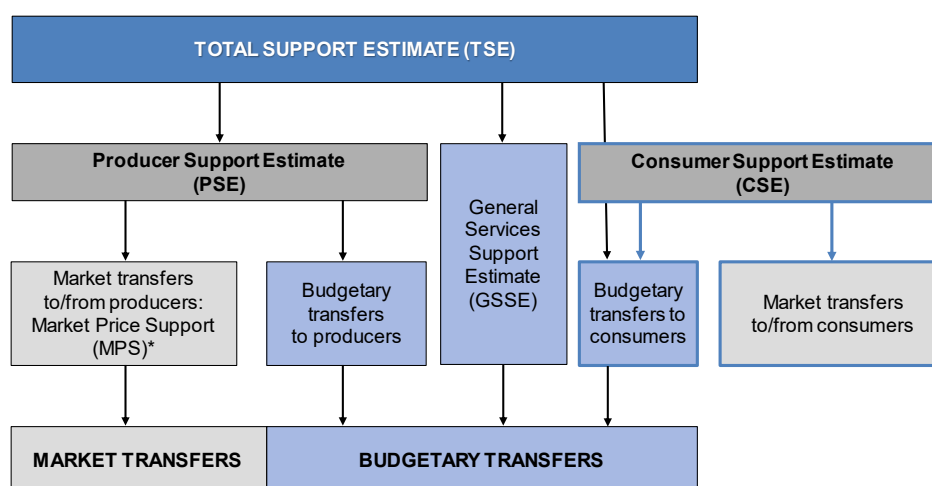 TOTAL SUPPORT ESTIMATE (TSE)
Producer Support Estimate
(PSE)
General
Services
Support
Estimate
(GSSE)
Consumer Support Estimate
(CSE)
Market transfers
to/from producers:
Market Price Support
(MPS)*
Budgetary
transfers
to producers
Budgetary
transfers to
consumers
Market transfers
to/from consumers
MARKET TRANSFERS
BUDGETARY TRANSFERS